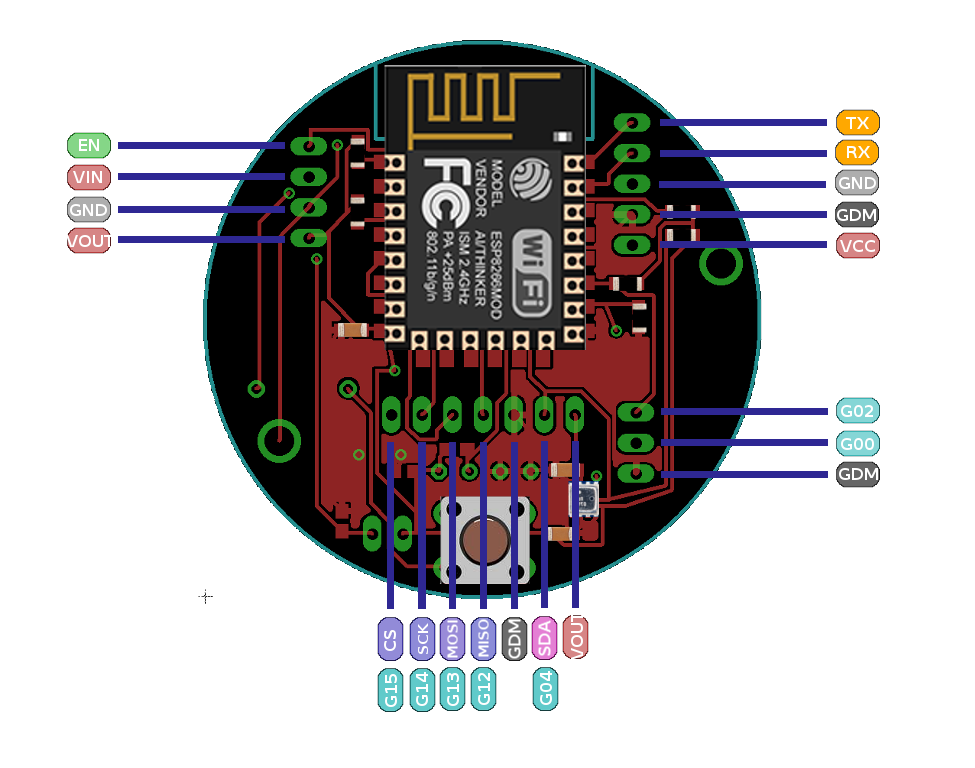 EN
VIN
GND
VOUT
TX
RX
GND
GDM
VCC
G02
G00
GDM
FC
MODEL
VENDOR
ESP8266MOD
AI/THINKER
ISM 2.4GHz
PA +25dBm
802.11b/g/n
WiFi
CS
SCK
MOSI
MISO
GDM
SDA
VOUT
G15
G14
G13
G12
G04